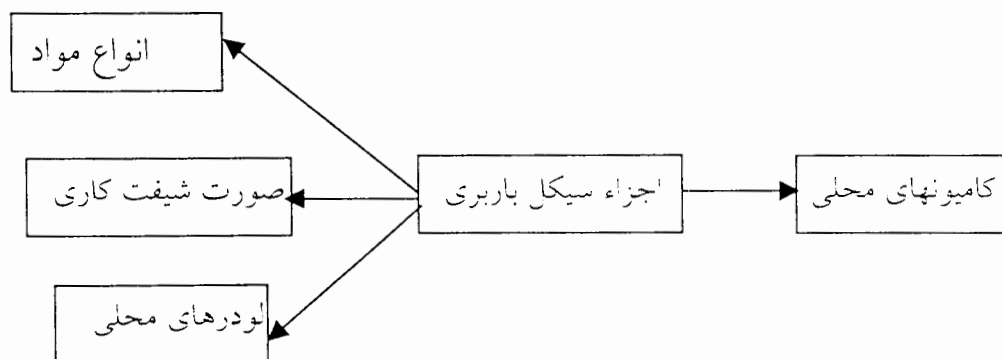 انواع مواد
صورت شیفت کاری
اجزاء سیکل باربری
کامیونهای محلی
لودرهای محلی